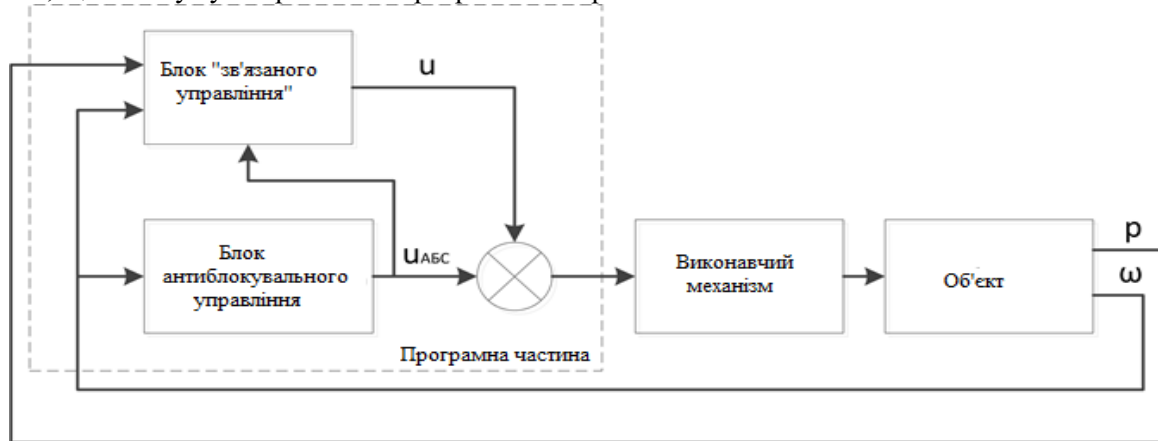 Блок "зв'язаного
управління"
u
Блок
антиблокувального
управління
uАБС
Виконавчий
механізм
Об'єкт
p
ω
Програмна частина